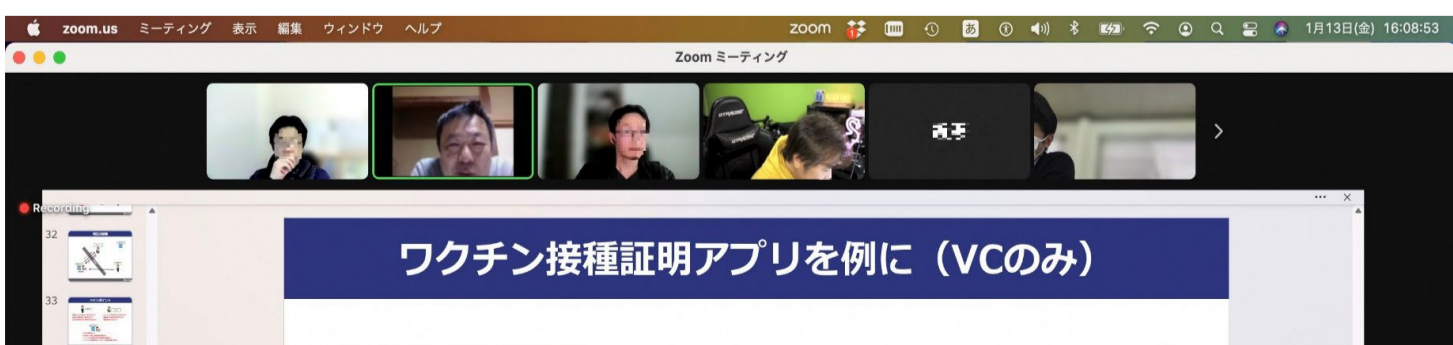 zoom.us ミーティング 表示 編集 ウィンドウ ヘルプ zoom あ 1月13日(金) 16:08:53
Zoom ミーティング
Recording
32
ワクチン接種証明アプリを例に（VCのみ）
33